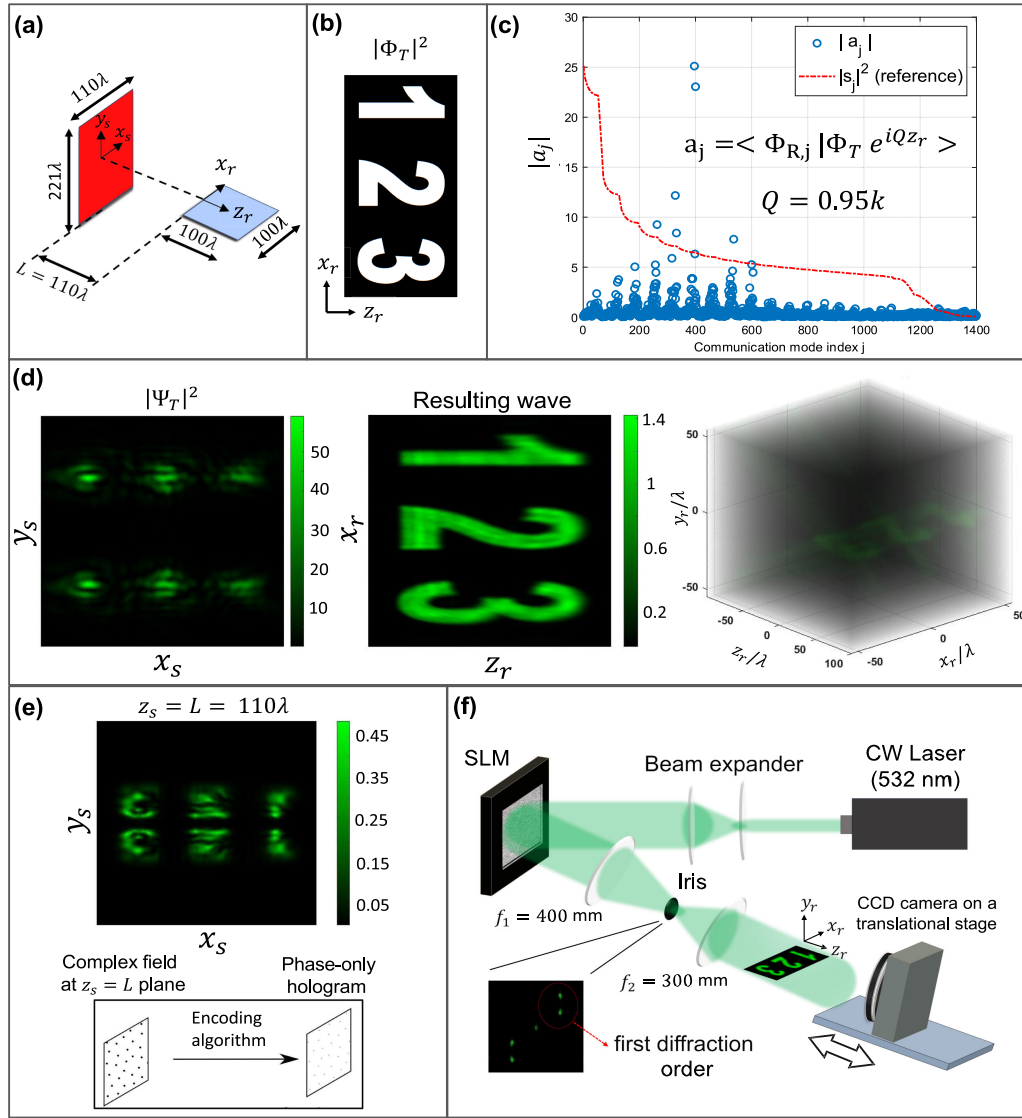 (a)
110λ
221λ
y_s
x_s
x_r
z_r
100λ
100λ
L = 110λ
(b)
|Φ_T|²
1
2
3
x_r
z_r
(c)
30
25
20
15
10
5
0
|a_j|
0
200
400
600
800
1000
1200
1400
Communication mode index j
| a_j |
|s_j|² (reference)
a_j =< Φ_{R,j} |Φ_T e^{iQz_r} >
Q = 0.95k
(d)
|Ψ_T|²
y_s
x_s
50
40
30
20
10
Resulting wave
x_r
z_r
1
2
3
1.4
1
0.6
0.2
50
0
-50
y_r/λ
-50
0
50
100
z_r/λ
-50
0
50
x_r/λ
(e)
z_s = L = 110λ
y_s
x_s
0.45
0.35
0.25
0.15
0.05
Complex field
at z_s = L plane
Encoding
algorithm
Phase-only
hologram
(f)
SLM
Beam expander
CW Laser
(532 nm)
Iris
f_1 = 400 mm
f_2 = 300 mm
y_r
x_r
z_r
123
CCD camera on a
translational stage
first diffraction
order